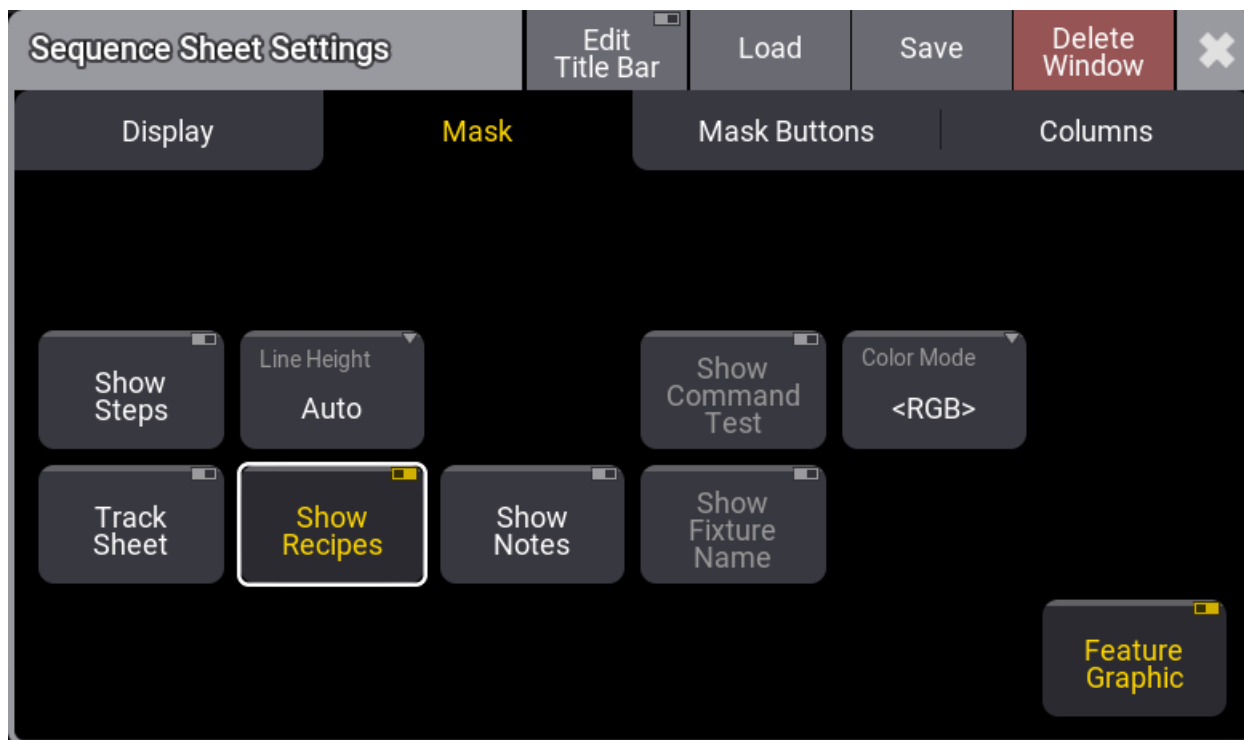 Sequence Sheet Settings
Edit
Title Bar
Load
Save
Delete
Window
Display
Mask
Mask Buttons
Columns
Show
Steps
Line Height
Auto
Show
Command
Test
Color Mode
<RGB>
Track
Sheet
Show
Recipes
Show
Notes
Show
Fixture
Name
Feature
Graphic